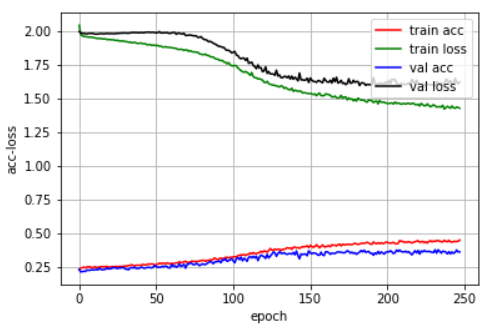 2.00
1.75
1.50
1.25
1.00
0.75
0.50
0.25
acc-loss
train acc
train loss
val acc
val loss
0
50
100
150
200
250
epoch